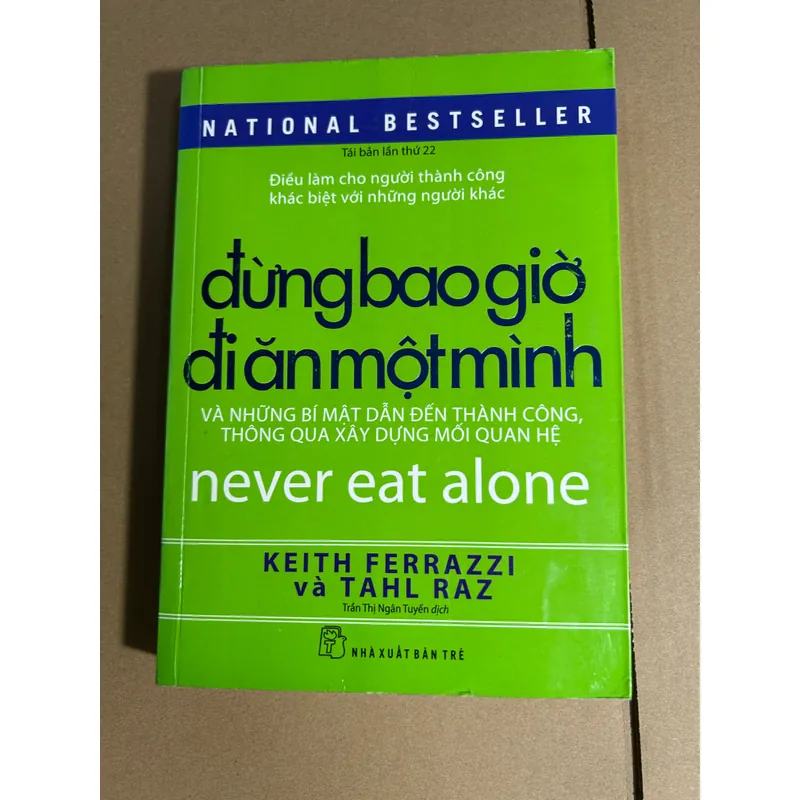 NATIONAL BESTSELLER
Tái bản lần thứ 22
Điều làm cho người thành công
khác biệt với những người khác
đừng bao giờ
đi ăn một mình
VÀ NHỮNG BÍ MẬT DẪN ĐẾN THÀNH CÔNG,
THÔNG QUA XÂY DỰNG MỐI QUAN HỆ
never eat alone
KEITH FERRAZZI
và TAHL RAZ
Trần Thị Ngân Tuyến dịch
T
NHÀ XUẤT BẢN TRẺ